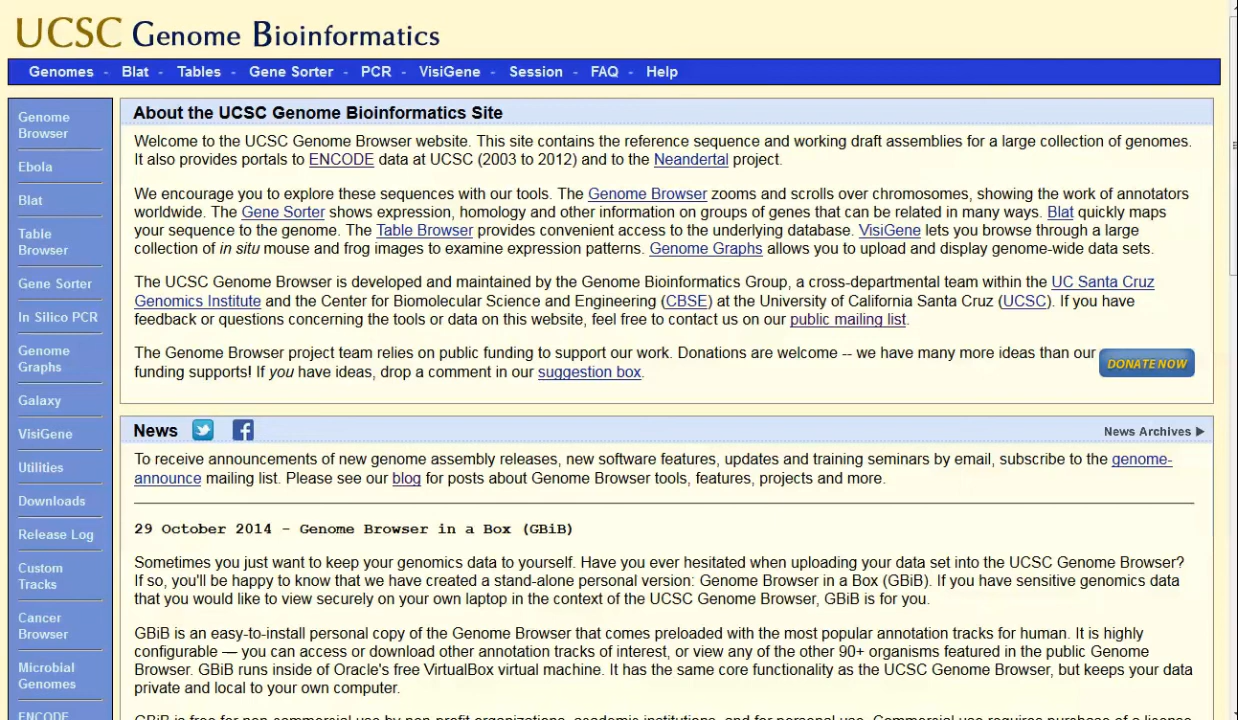 UCSC Genome Bioinformatics
Genomes - Blat - Tables - Gene Sorter - PCR - VisiGene - Session - FAQ - Help
Genome
Browser
Ebola
Blat
Table
Browser
Gene Sorter
In Silico PCR
Genome
Graphs
Galaxy
VisiGene
Utilities
Downloads
Release Log
Custom
Tracks
Cancer
Browser
Microbial
Genomes
ENCODE
About the UCSC Genome Bioinformatics Site
Welcome to the UCSC Genome Browser website. This site contains the reference sequence and working draft assemblies for a large collection of genomes.
It also provides portals to ENCODE data at UCSC (2003 to 2012) and to the Neandertal project.
We encourage you to explore these sequences with our tools. The Genome Browser zooms and scrolls over chromosomes, showing the work of annotators
worldwide. The Gene Sorter shows expression, homology and other information on groups of genes that can be related in many ways. Blat quickly maps
your sequence to the genome. The Table Browser provides convenient access to the underlying database. VisiGene lets you browse through a large
collection of in situ mouse and frog images to examine expression patterns. Genome Graphs allows you to upload and display genome-wide data sets.
The UCSC Genome Browser is developed and maintained by the Genome Bioinformatics Group, a cross-departmental team within the UC Santa Cruz
Genomics Institute and the Center for Biomolecular Science and Engineering (CBSE) at the University of California Santa Cruz (UCSC). If you have
feedback or questions concerning the tools or data on this website, feel free to contact us on our public mailing list.
The Genome Browser project team relies on public funding to support our work. Donations are welcome -- we have many more ideas than our
funding supports! If you have ideas, drop a comment in our suggestion box.
DONATE NOW
News
News Archives ▶
To receive announcements of new genome assembly releases, new software features, updates and training seminars by email, subscribe to the genome-
announce mailing list. Please see our blog for posts about Genome Browser tools, features, projects and more.
29 October 2014 - Genome Browser in a Box (GBiB)
Sometimes you just want to keep your genomics data to yourself. Have you ever hesitated when uploading your data set into the UCSC Genome Browser?
If so, you'll be happy to know that we have created a stand-alone personal version: Genome Browser in a Box (GBiB). If you have sensitive genomics data
that you would like to view securely on your own laptop in the context of the UCSC Genome Browser, GBiB is for you.
GBiB is an easy-to-install personal copy of the Genome Browser that comes preloaded with the most popular annotation tracks for human. It is highly
configurable — you can access or download other annotation tracks of interest, or view any of the other 90+ organisms featured in the public Genome
Browser. GBiB runs inside of Oracle's free VirtualBox virtual machine. It has the same core functionality as the UCSC Genome Browser, but keeps your data
private and local to your own computer.
GBiB is free for non-commercial use by non-profit organizations, academic institutions, and for personal use. Commercial use requires purchase of a license